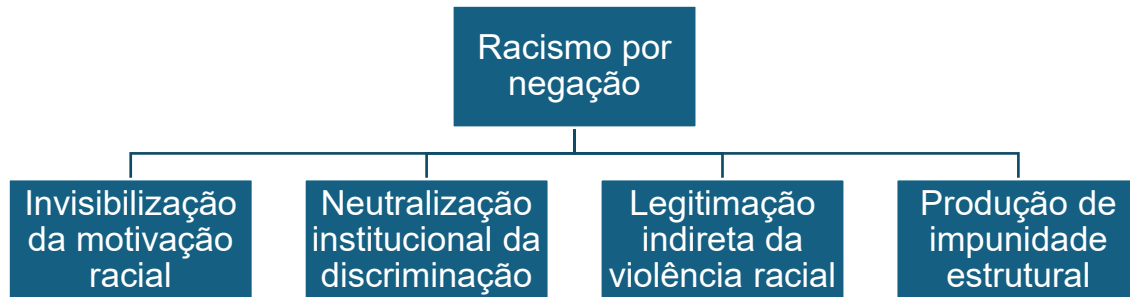 Racismo por
negação
Invisibilização
da motivação
racial
Neutralização
institucional da
discriminação
Legitimação
indireta da
violência racial
Produção de
impunidade
estrutural